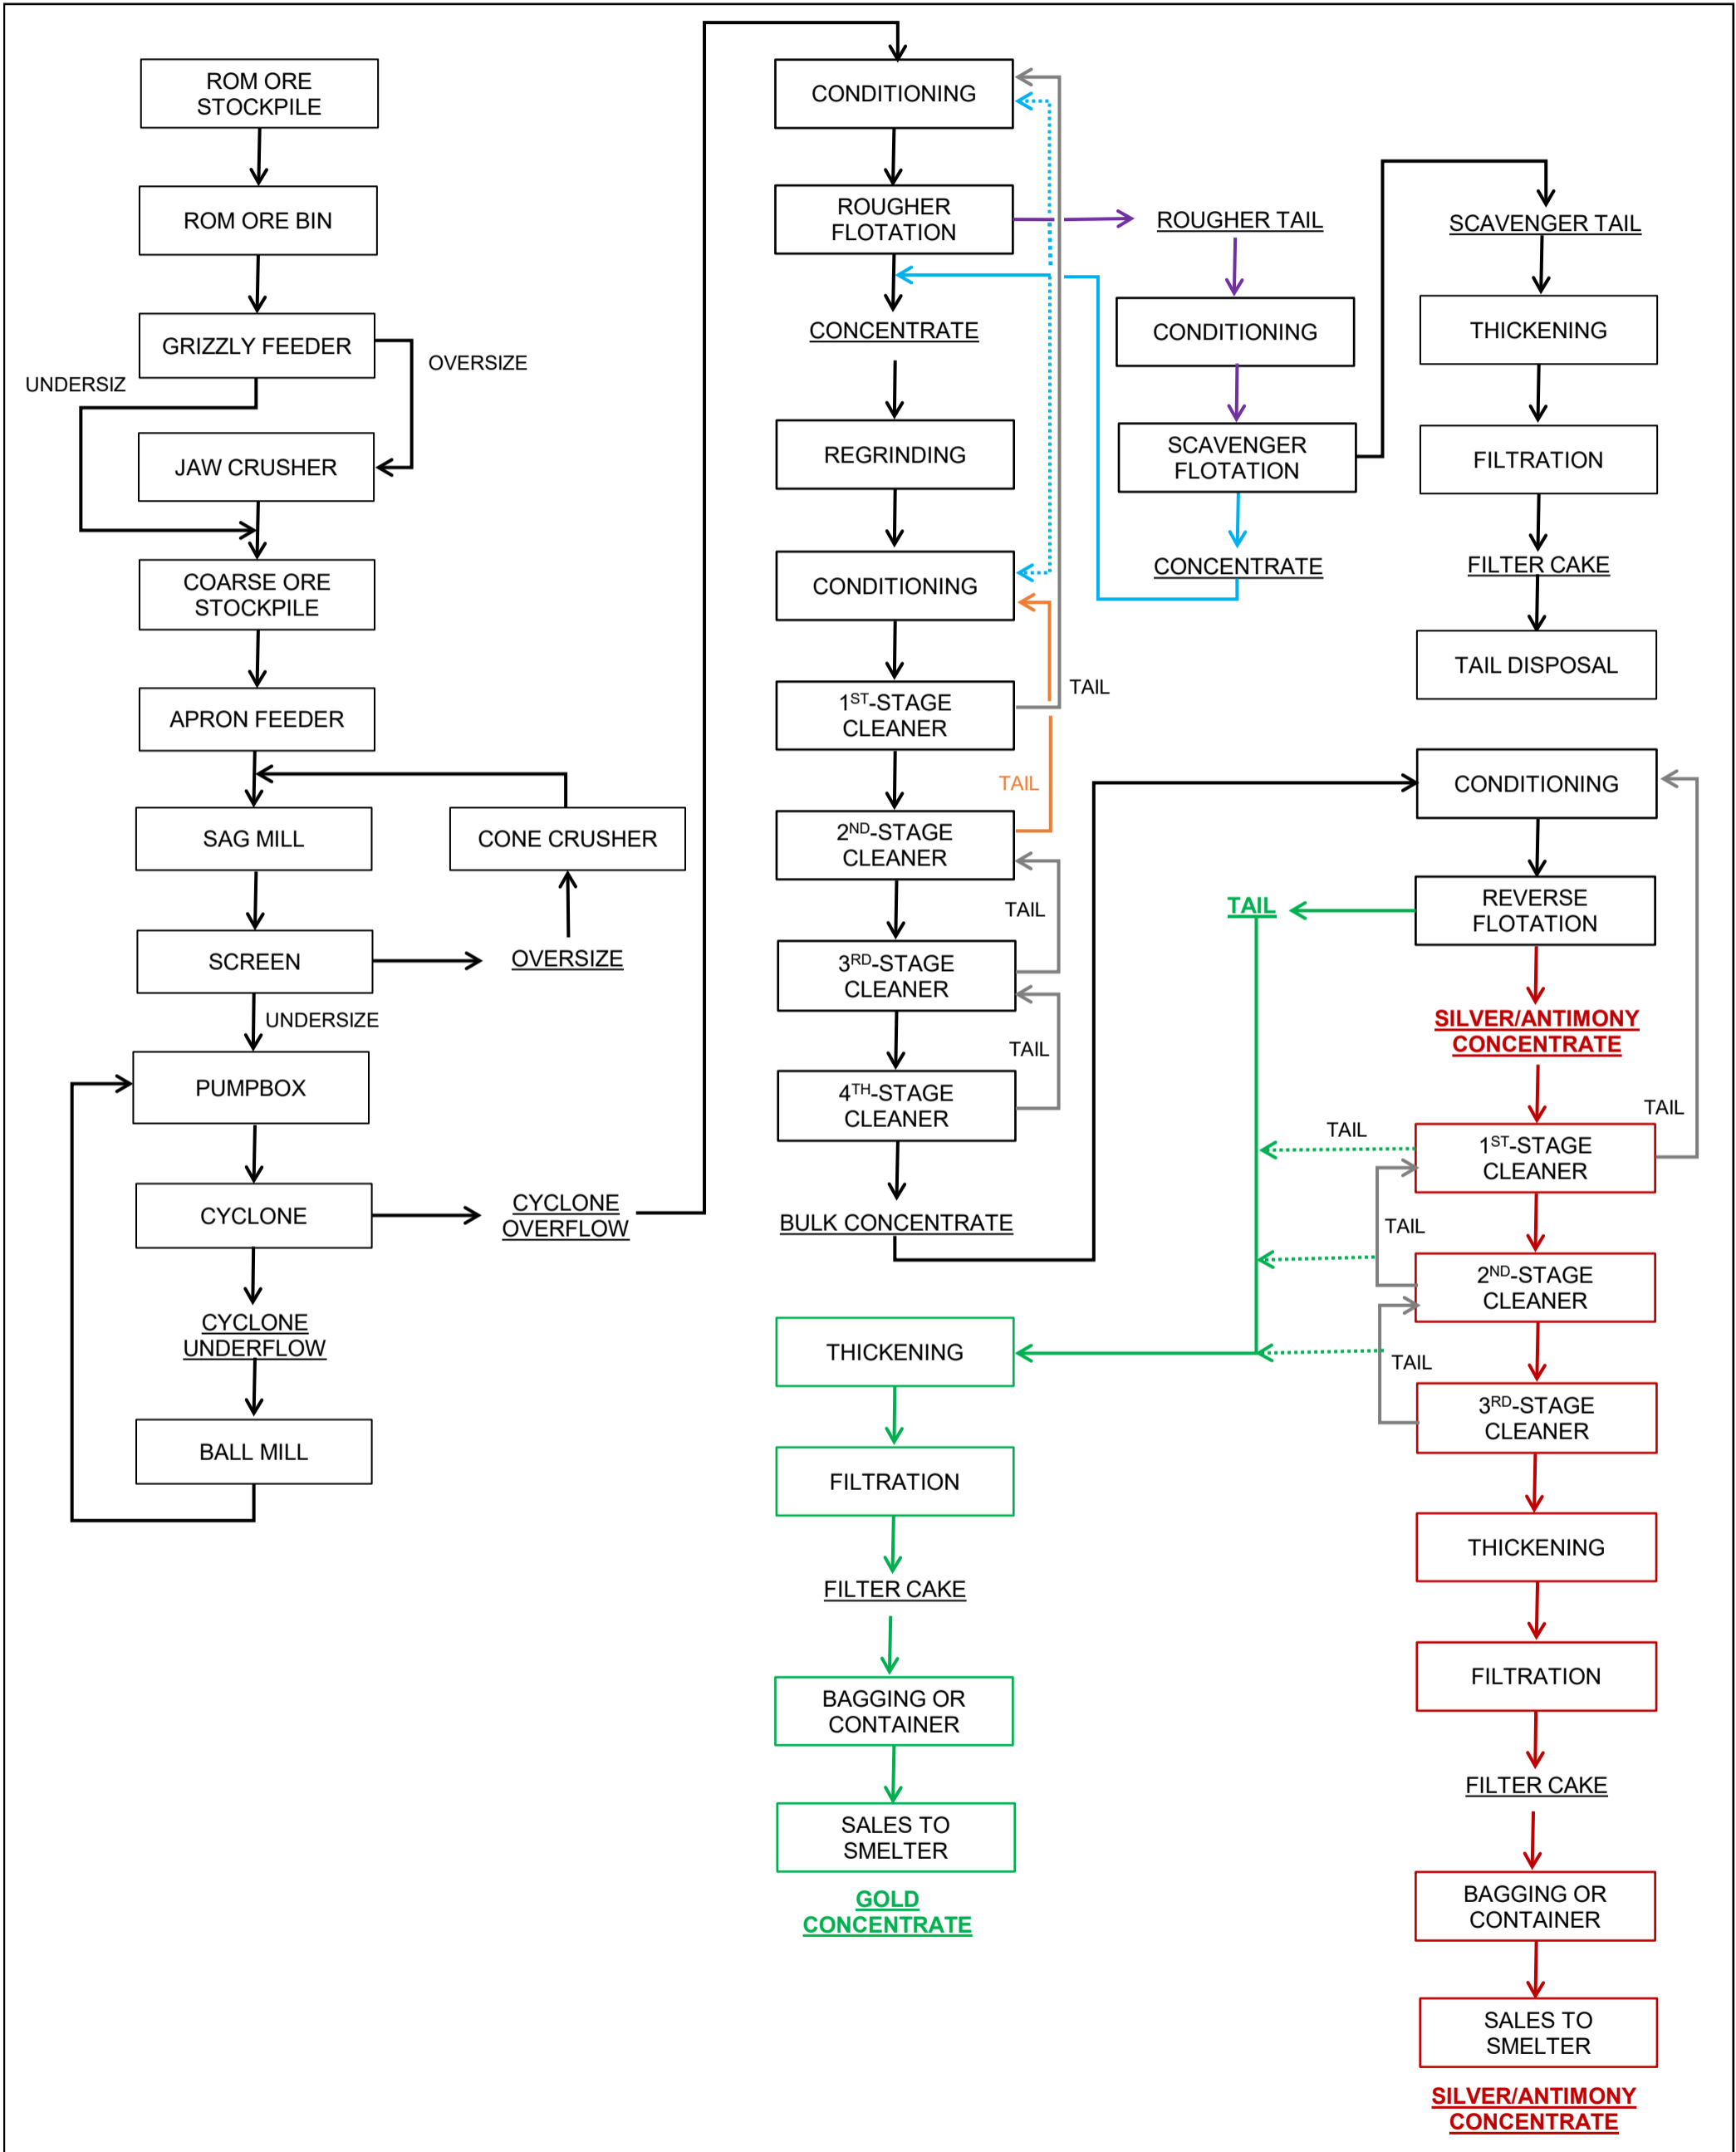 ROM ORE
STOCKPILE
ROM ORE BIN
GRIZZLY FEEDER
OVERSIZE
UNDERSIZ
JAW CRUSHER
COARSE ORE
STOCKPILE
APRON FEEDER
SAG MILL
CONE CRUSHER
SCREEN
OVERSIZE
UNDERSIZE
PUMPBOX
CYCLONE
CYCLONE
OVERFLOW
CYCLONE
UNDERFLOW
BALL MILL
CONDITIONING
ROUGHER
FLOTATION
CONCENTRATE
REGRINDING
CONDITIONING
1ST-STAGE
CLEANER
TAIL
TAIL
2ND-STAGE
CLEANER
TAIL
3RD-STAGE
CLEANER
TAIL
4TH-STAGE
CLEANER
BULK CONCENTRATE
ROUGHER TAIL
CONDITIONING
SCAVENGER
FLOTATION
CONCENTRATE
SCAVENGER TAIL
THICKENING
FILTRATION
FILTER CAKE
TAIL DISPOSAL
CONDITIONING
REVERSE
FLOTATION
TAIL
SILVER/ANTIMONY
CONCENTRATE
TAIL
TAIL
1ST-STAGE
CLEANER
TAIL
2ND-STAGE
CLEANER
TAIL
3RD-STAGE
CLEANER
THICKENING
FILTRATION
FILTER CAKE
BAGGING OR
CONTAINER
SALES TO
SMELTER
SILVER/ANTIMONY
CONCENTRATE
THICKENING
FILTRATION
FILTER CAKE
BAGGING OR
CONTAINER
SALES TO
SMELTER
GOLD
CONCENTRATE